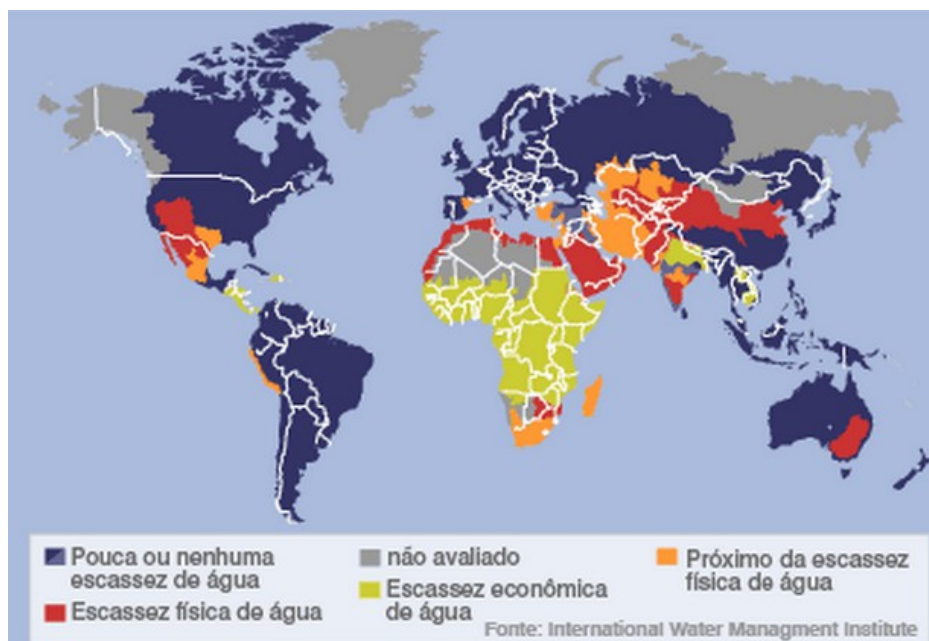 Pouca ou nenhuma
escassez de água
Escassez física de água
não avaliado
Escassez econômica
de água
Próximo da escassez
física de água
Fonte: International Water Managment Institute